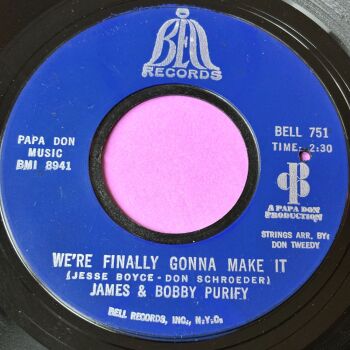 BELL
RECORDS
PAPA DON
MUSIC
BMI 8941
BELL 751
TIME: 2:30
A PAPA DON
PRODUCTION
STRINGS ARR. BY:
DON TWEEDY
WE'RE FINALLY GONNA MAKE IT
(JESSE BOYCE - DON SCHROEDER)
JAMES & BOBBY PURIFY
BELL RECORDS, INC., N.Y.C.